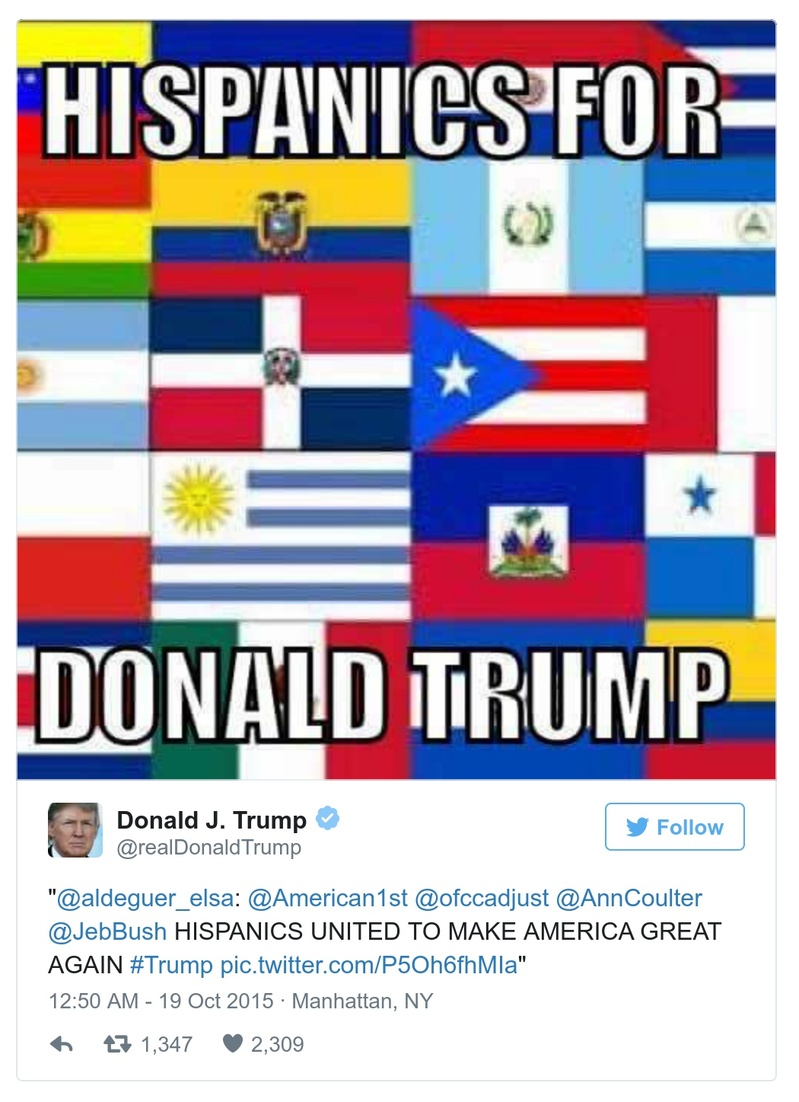 HISPANICS FOR
DONALD TRUMP
Donald J. Trump
@realDonaldTrump
Follow
"@aldeguer_elsa: @American1st @ofccadjust @AnnCoulter
@JebBush HISPANICS UNITED TO MAKE AMERICA GREAT
AGAIN #Trump pic.twitter.com/P5Oh6fhMIa"
12:50 AM - 19 Oct 2015 · Manhattan, NY
1,347 2,309